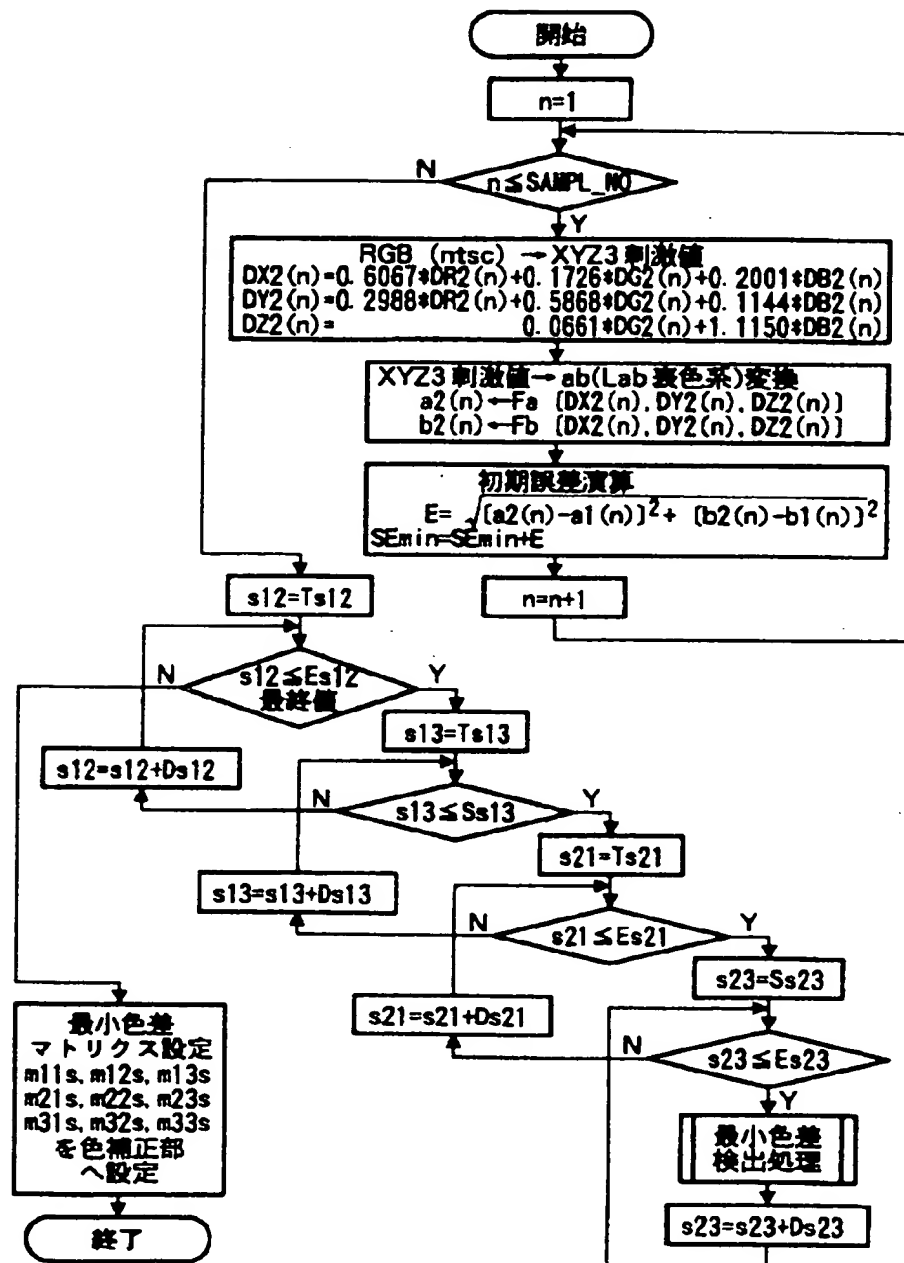 開始
n=1
N
n≦SAMPL_NO
Y
RGB (ntsc) →XYZ3刺激値
DX2(n)=0.6067*DR2(n)+0.1726*DG2(n)+0.2001*DB2(n)
DY2(n)=0.2988*DR2(n)+0.5868*DG2(n)+0.1144*DB2(n)
DZ2(n)= 0.0661*DG2(n)+1.1150*DB2(n)
XYZ3刺激値→ab(Lab表色系)変換
a2(n)←Fa [DX2(n),DY2(n),DZ2(n)]
b2(n)←Fb [DX2(n),DY2(n),DZ2(n)]
初期誤差演算
E= √[a2(n)-a1(n)]²+ [b2(n)-b1(n)]²
SEmin=SEmin+E
n=n+1
s12=Ts12
N
s12≦Es12
最終値
Y
s13=Ts13
s12=s12+Ds12
N
s13≦Ss13
Y
s21=Ts21
s13=s13+Ds13
N
s21≦Es21
Y
s23=Ss23
s21=s21+Ds21
N
s23≦Es23
Y
最小色差
検出処理
s23=s23+Ds23
最小色差
マトリクス設定
m11s,m12s,m13s
m21s,m22s,m23s
m31s,m32s,m33s
を色補正部
へ設定
終了